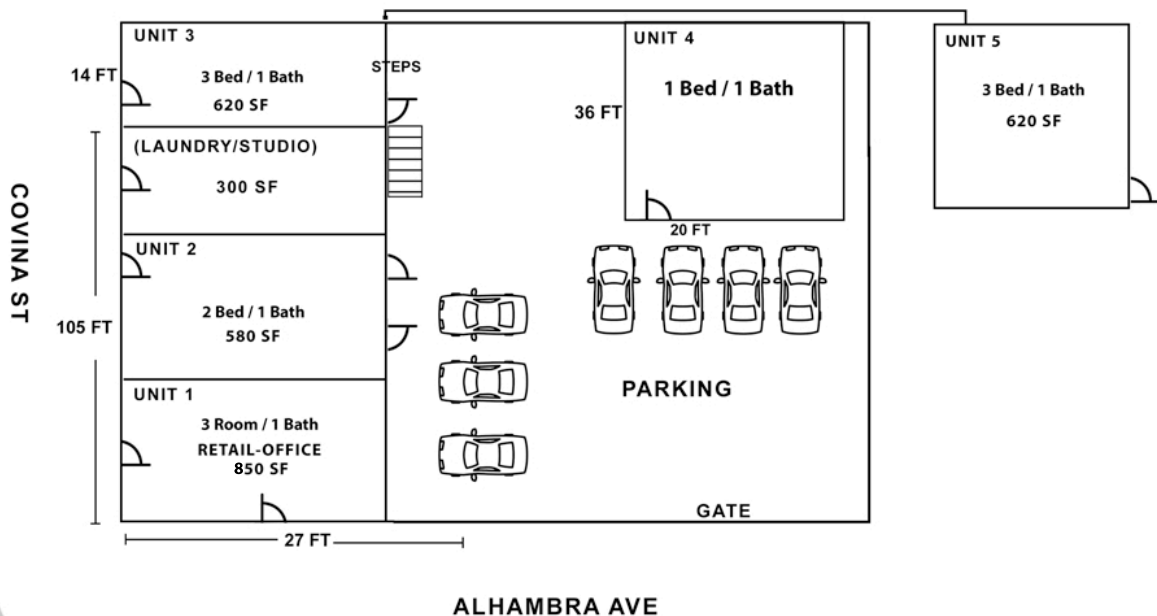 UNIT 3
3 Bed / 1 Bath
620 SF
14 FT
STEPS
(LAUNDRY/STUDIO)
300 SF
UNIT 2
2 Bed / 1 Bath
580 SF
105 FT
COVINA ST
UNIT 1
3 Room / 1 Bath
RETAIL-OFFICE
850 SF
27 FT
UNIT 4
1 Bed / 1 Bath
36 FT
20 FT
UNIT 5
3 Bed / 1 Bath
620 SF
PARKING
GATE
ALHAMBRA AVE